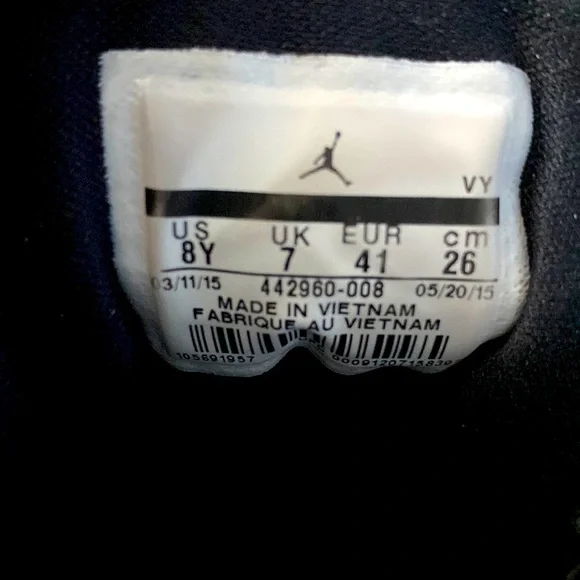 VY
US UK EUR cm
8Y 7 41 26
03/11/15 442960-008 05/20/15
MADE IN VIETNAM
FABRIQUE AU VIETNAM
105691957